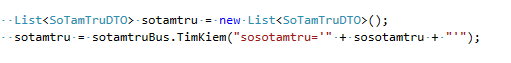 List<SoTamTruDTO> sotamtru = new List<SoTamTruDTO>();
sotamtru = sotamtruBus.TimKiem("sosotamtru='" + sosotamtru + "'");